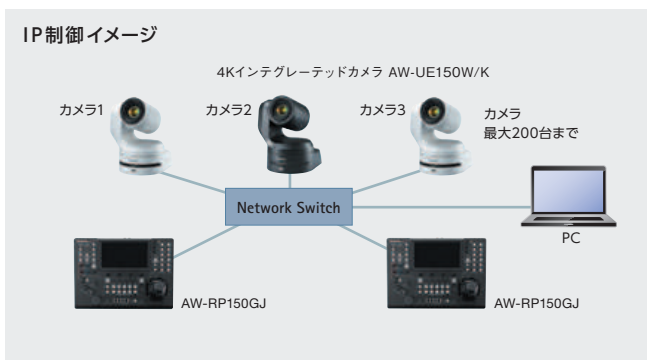 IP制御イメージ
4Kインテグレーテッドカメラ AW-UE150W/K
カメラ1
カメラ2
カメラ3
カメラ
最大200台まで
Network Switch
PC
AW-RP150GJ
AW-RP150GJ